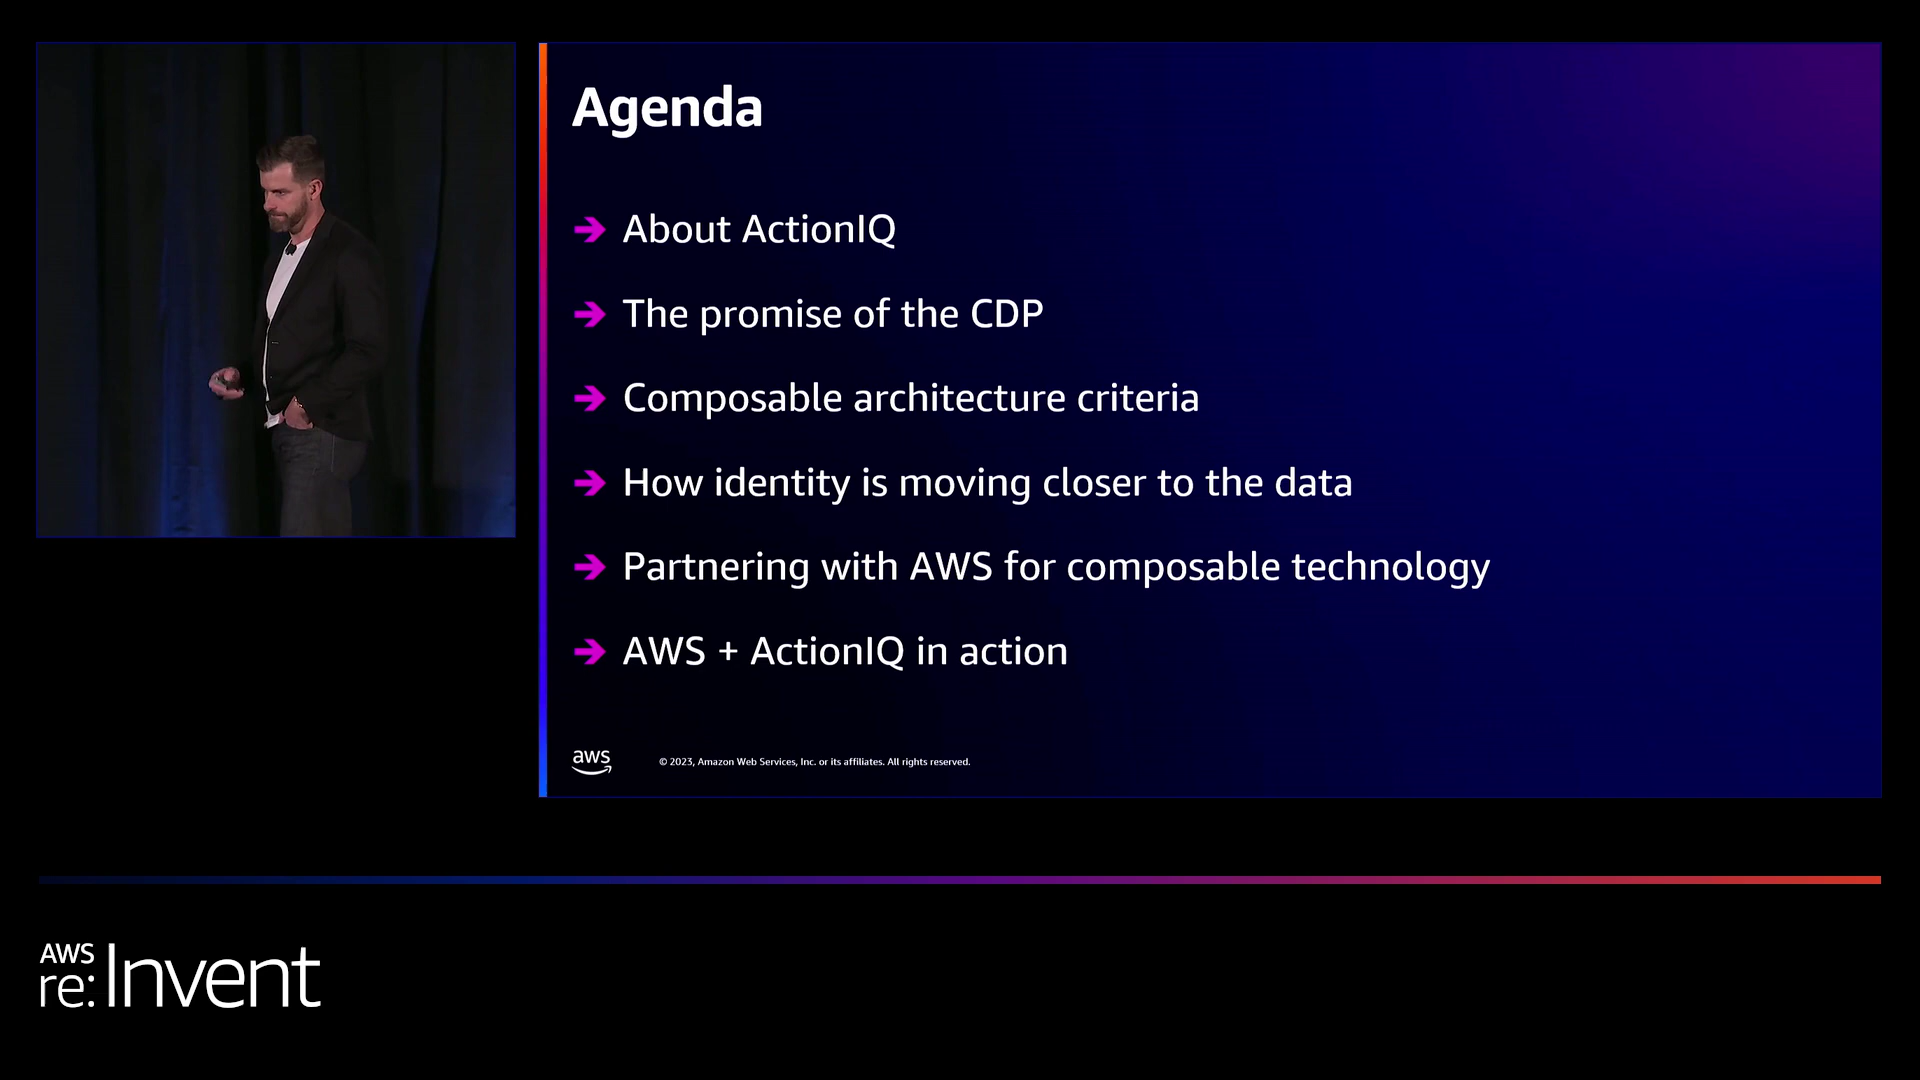 Agenda
About ActionIQ
The promise of the CDP
Composable architecture criteria
How identity is moving closer to the data
Partnering with AWS for composable technology
AWS + ActionIQ in action
aws
© 2023, Amazon Web Services, Inc. or its affiliates. All rights reserved.
AWS
re:Invent